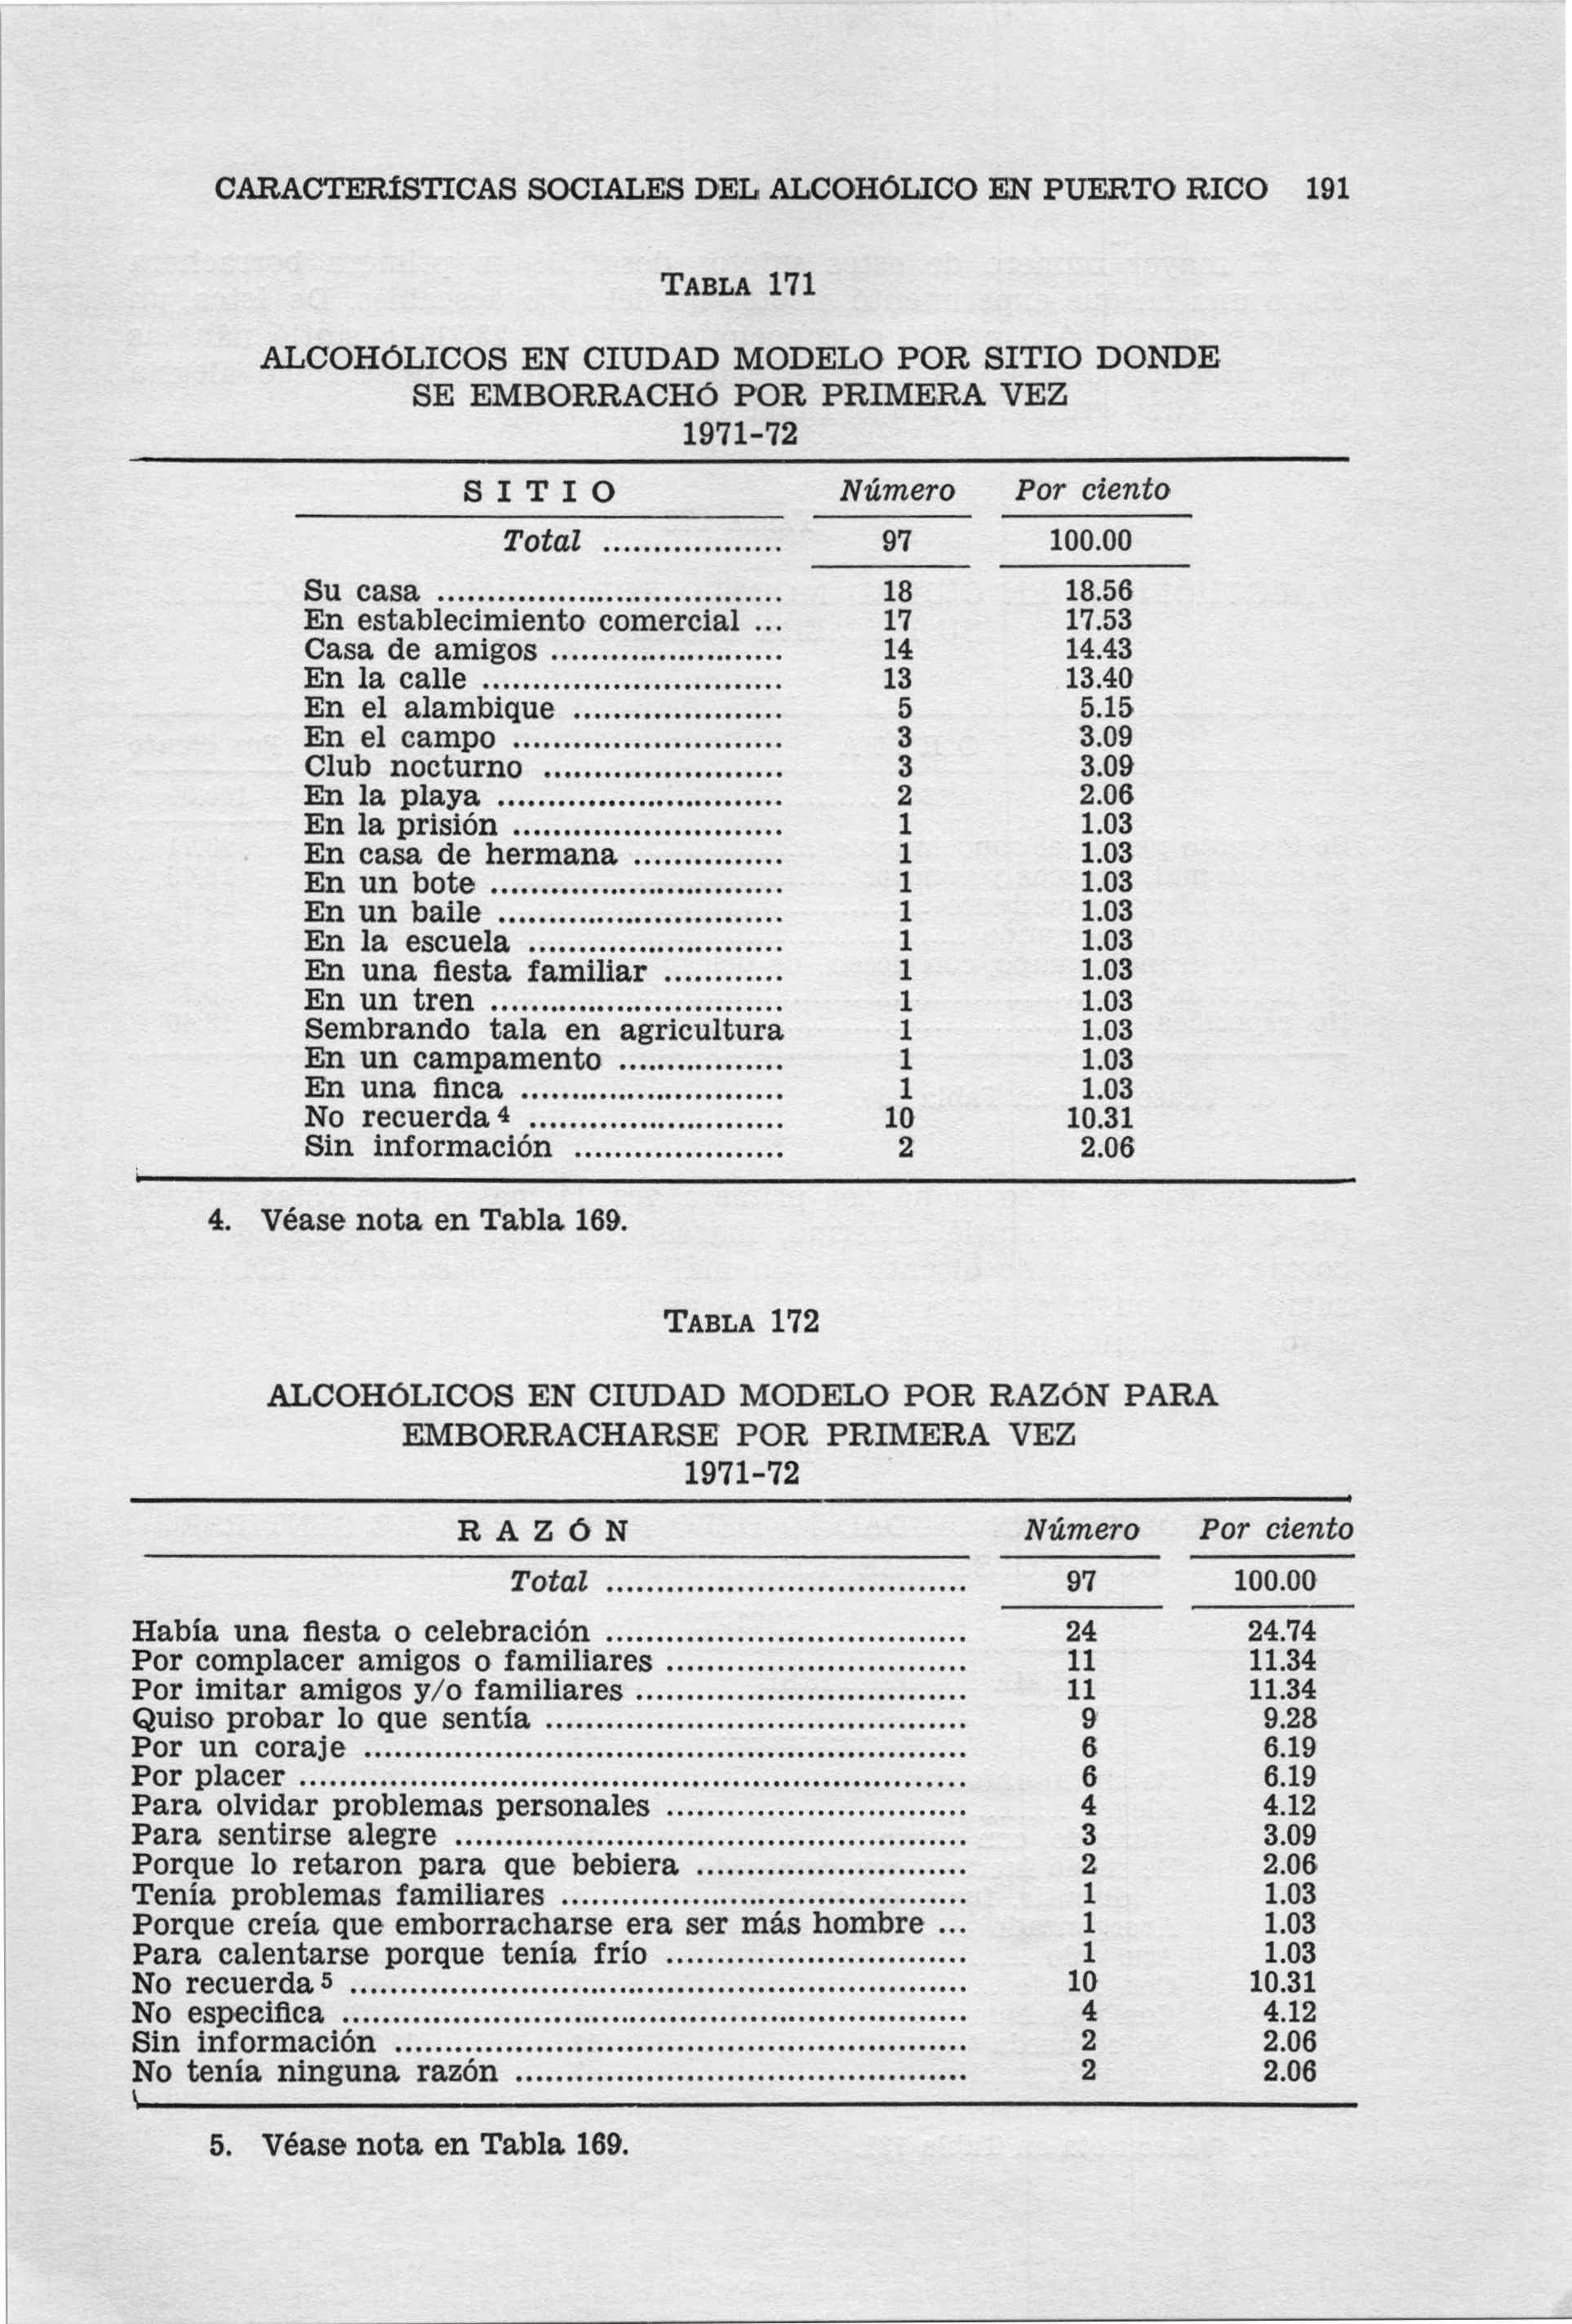 CARACTERÍSTICAS SOCIALES DEL ALCOHÓLICO EN PUERTO RICO 191
TABLA 171
ALCOHÓLICOS EN CIUDAD MODELO POR SITIO DONDE
SE EMBORRACHÓ POR PRIMERA VEZ
1971-72
SITIO Número Por ciento
Total .................. 97 100.00
Su casa .................................. 18 18.56
En establecimiento comercial ... 17 17.53
Casa de amigos ....................... 14 14.43
En la calle .............................. 13 13.40
En el alambique ..................... 5 5.15
En el campo ........................... 3 3.09
Club nocturno ........................ 3 3.09
En la playa ............................ 2 2.06
En la prisión ........................... 1 1.03
En casa de hermana ............... 1 1.03
En un bote ............................. 1 1.03
En un baile ............................ 1 1.03
En la escuela ......................... 1 1.03
En una fiesta familiar ............ 1 1.03
En un tren ............................. 1 1.03
Sembrando tala en agricultura 1 1.03
En un campamento ................. 1 1.03
En una finca .......................... 1 1.03
No recuerda 4 ......................... 10 10.31
Sin información ..................... 2 2.06
4. Véase nota en Tabla 169.
TABLA 172
ALCOHÓLICOS EN CIUDAD MODELO POR RAZÓN PARA
EMBORRACHARSE POR PRIMERA VEZ
1971-72
RAZÓN Número Por ciento
Total .................................... 97 100.00
Había una fiesta o celebración .................................... 24 24.74
Por complacer amigos o familiares .............................. 11 11.34
Por imitar amigos y/o familiares ................................. 11 11.34
Quiso probar lo que sentía .......................................... 9 9.28
Por un coraje ............................................................ 6 6.19
Por placer .................................................................. 6 6.19
Para olvidar problemas personales .............................. 4 4.12
Para sentirse alegre ................................................... 3 3.09
Porque lo retaron para que bebiera ........................... 2 2.06
Tenía problemas familiares ........................................ 1 1.03
Porque creía que emborracharse era ser más hombre ... 1 1.03
Para calentarse porque tenía frío .............................. 1 1.03
No recuerda 5 ............................................................. 10 10.31
No especifica .............................................................. 4 4.12
Sin información ......................................................... 2 2.06
No tenía ninguna razón ............................................. 2 2.06
5. Véase nota en Tabla 169.